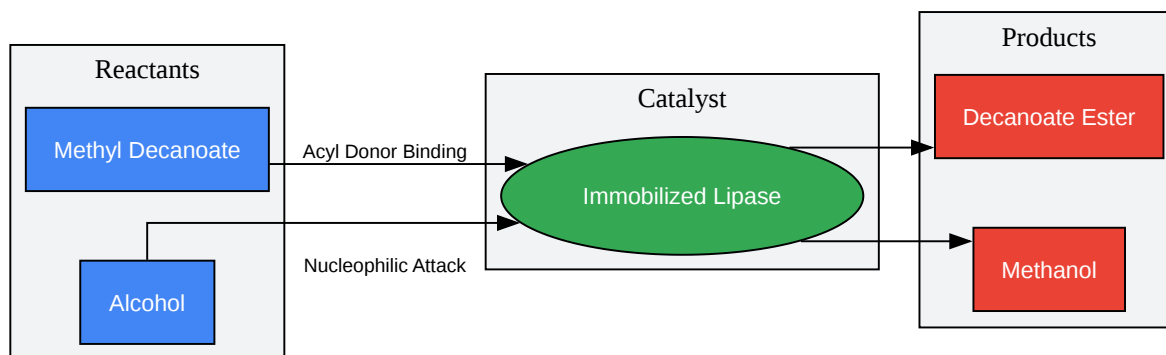 Reactants
Methyl Decanoate
Alcohol
Acyl Donor Binding
Nucleophilic Attack
Catalyst
Immobilized Lipase
Products
Decanoate Ester
Methanol